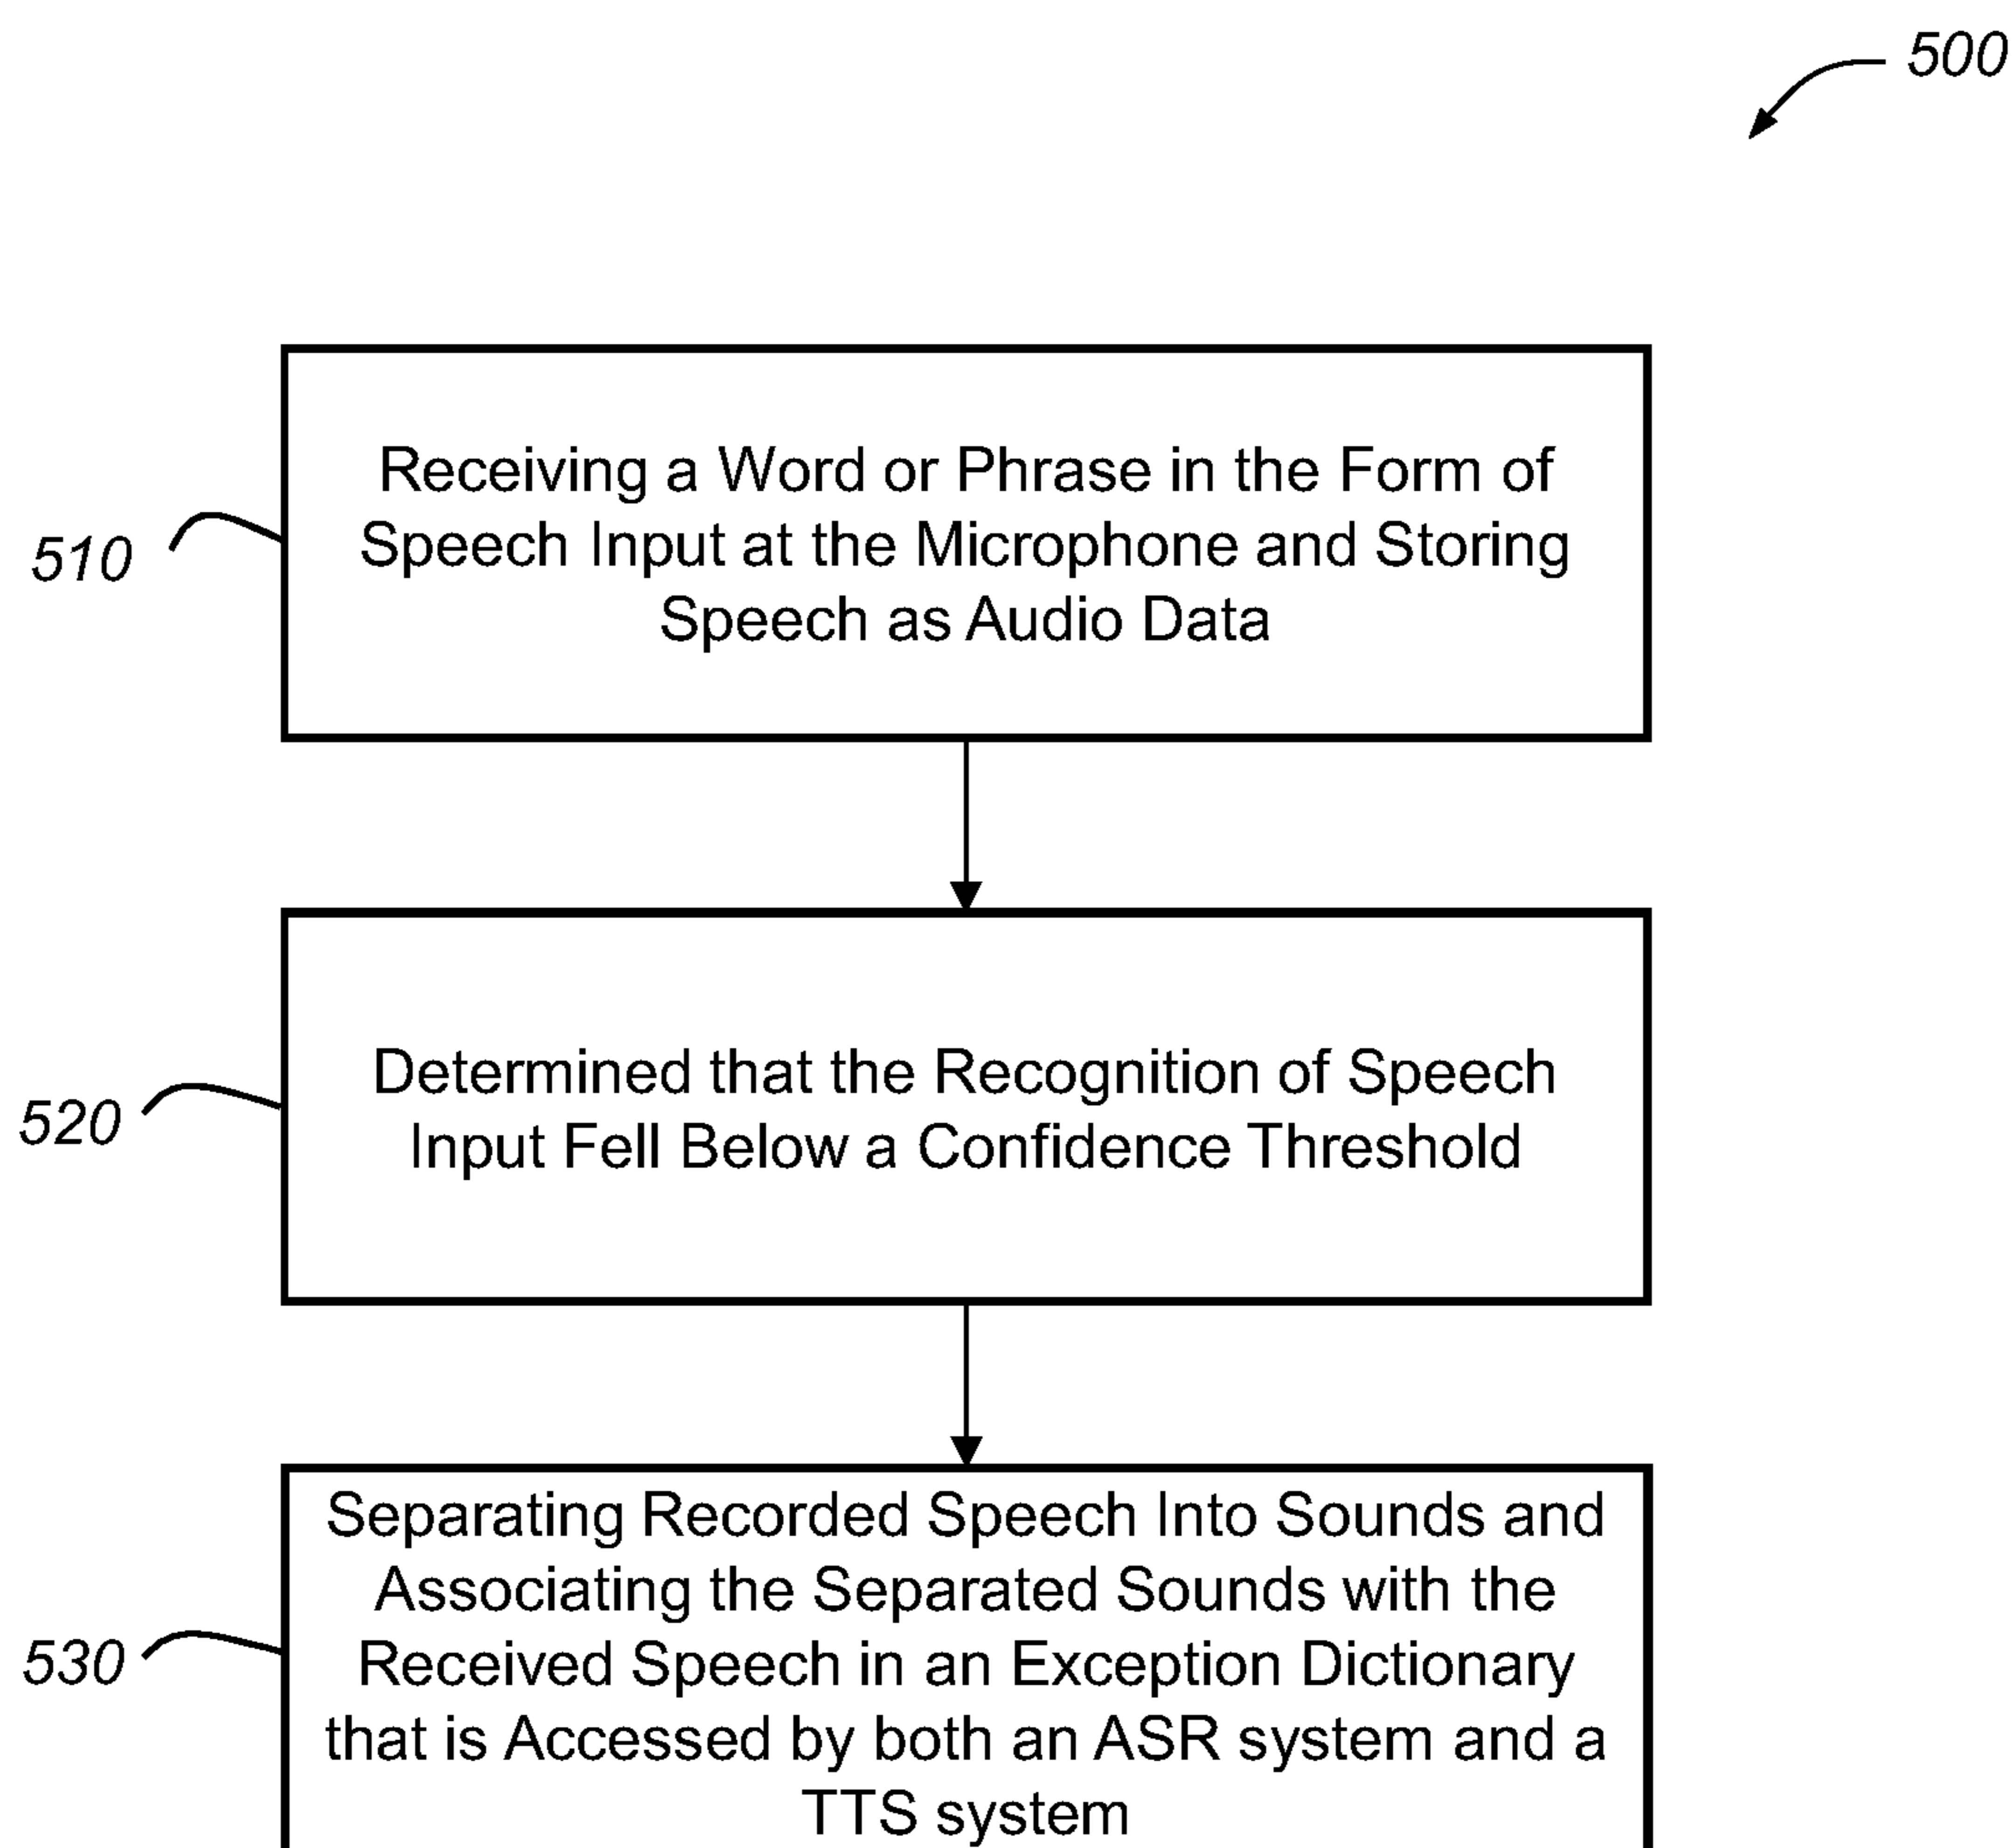 500
Receiving a Word or Phrase in the Form of
Speech Input at the Microphone and Storing
Speech as Audio Data
510
Determined that the Recognition of Speech
Input Fell Below a Confidence Threshold
520
Separating Recorded Speech Into Sounds and
Associating the Separated Sounds with the
Received Speech in an Exception Dictionary
that is Accessed by both an ASR system and a
TTS system
530